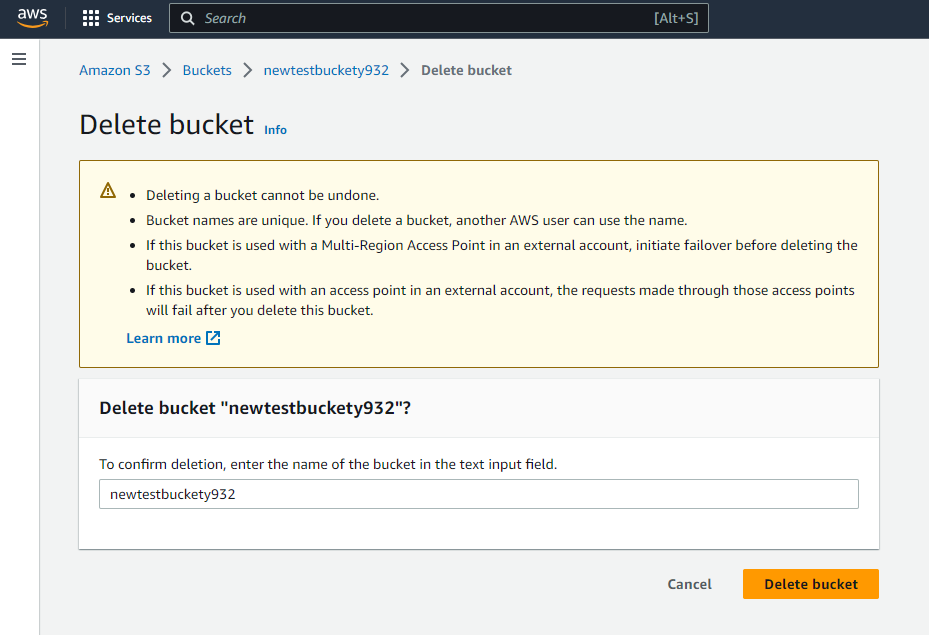 aws
Services
Search
[Alt+S]
Amazon S3 > Buckets > newtestbuckety932 > Delete bucket
Delete bucket Info
• Deleting a bucket cannot be undone.
• Bucket names are unique. If you delete a bucket, another AWS user can use the name.
• If this bucket is used with a Multi-Region Access Point in an external account, initiate failover before deleting the
bucket.
• If this bucket is used with an access point in an external account, the requests made through those access points
will fail after you delete this bucket.
Learn more
Delete bucket "newtestbuckety932"?
To confirm deletion, enter the name of the bucket in the text input field.
newtestbuckety932
Cancel
Delete bucket